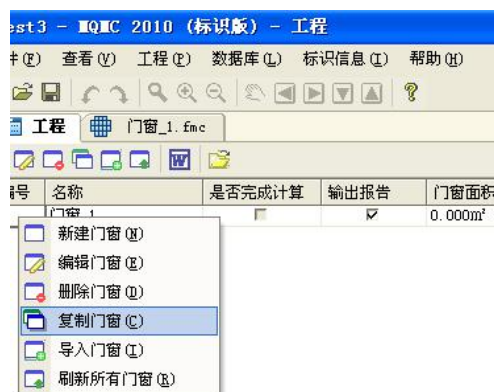 est3 - MQMC 2010 (标识版) - 工程
‡(F) 查看(V) 工程(P) 数据库(L) 标识信息(I) 帮助(H)
工程 门窗_1.fmc
编号 名称 是否完成计算 输出报告 门窗面积
门窗_1 0.000m²
新建门窗(N)
编辑门窗(E)
删除门窗(D)
复制门窗(C)
导入门窗(I)
刷新所有门窗(R)